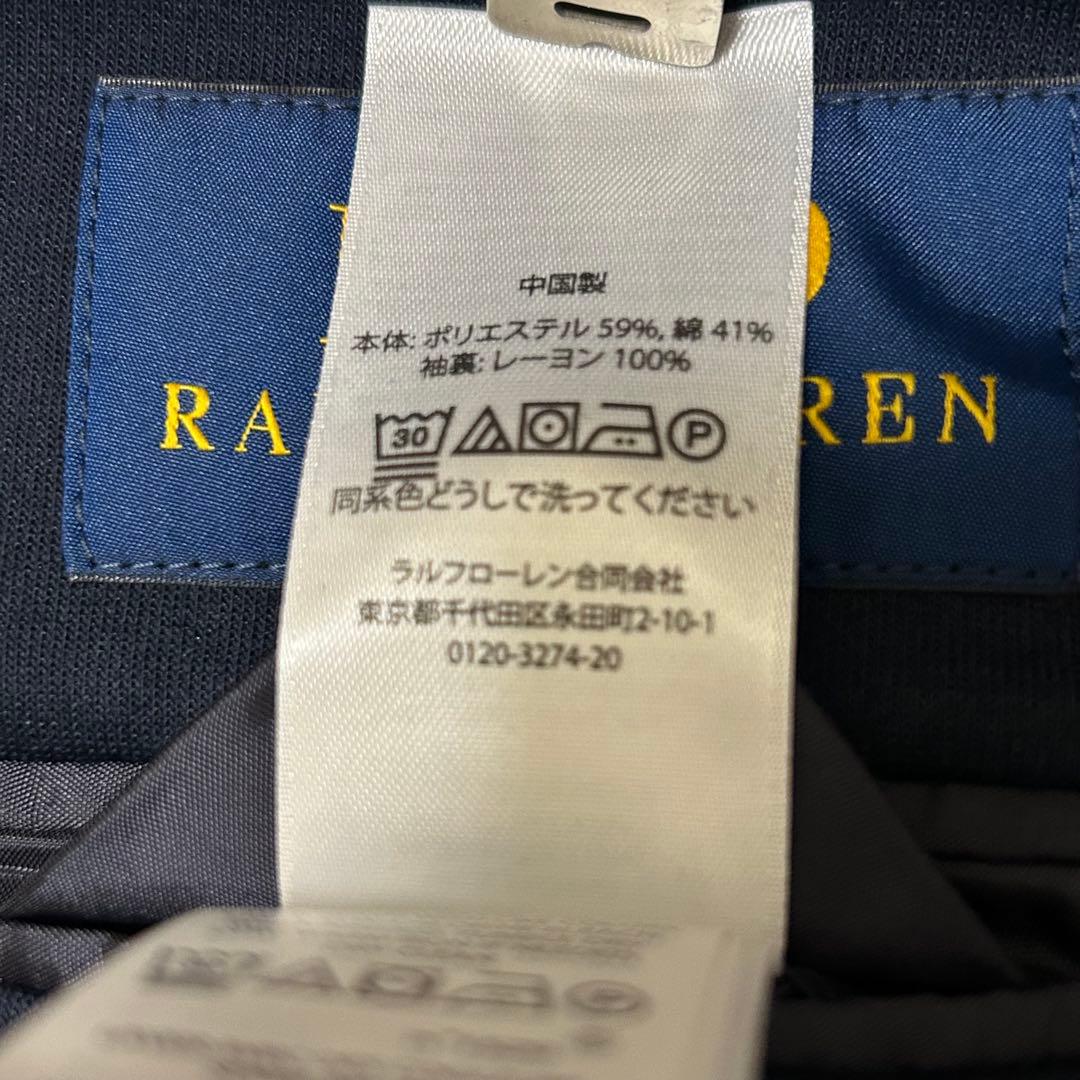 中国製
本体: ポリエステル 59%, 綿 41%
袖裏: レーヨン 100%
30 P
同系色どうしで洗ってください
RA REN
ラルフローレン合同会社
東京都千代田区永田町2-10-1
0120-3274-20